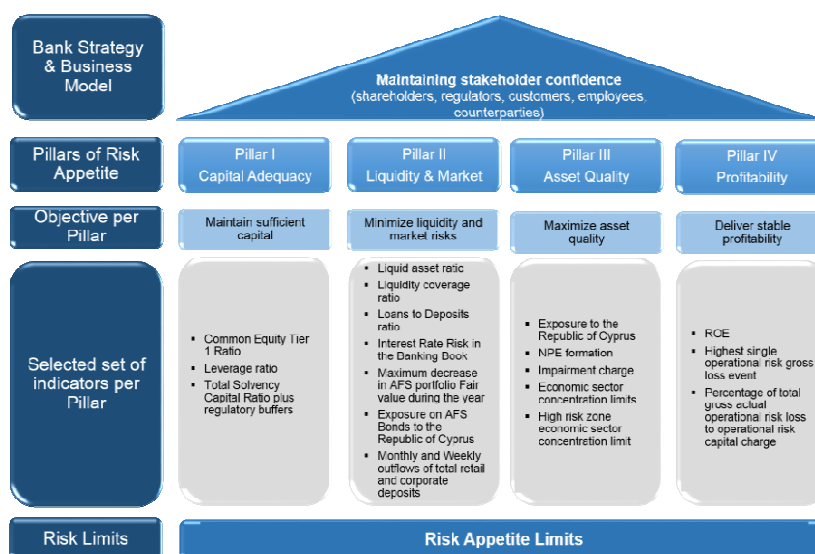 Bank Strategy
& Business
Model
Maintaining stakeholder confidence
(shareholders, regulators, customers, employees,
counterparties)
Pillars of Risk
Appetite
Pillar I
Capital Adequacy
Pillar II
Liquidity & Market
Pillar III
Asset Quality
Pillar IV
Profitability
Objective per
Pillar
Maintain sufficient
capital
Minimize liquidity and
market risks
Maximize asset
quality
Deliver stable
profitability
Selected set of
indicators per
Pillar
▪ Common Equity Tier
1 Ratio
▪ Leverage ratio
▪ Total Solvency
Capital Ratio plus
regulatory buffers
▪ Liquid asset ratio
▪ Liquidity coverage
ratio
▪ Loans to Deposits
ratio
▪ Interest Rate Risk in
the Banking Book
▪ Maximum decrease
in AFS portfolio Fair
value during the year
▪ Exposure on AFS
Bonds to the
Republic of Cyprus
▪ Monthly and Weekly
outflows of total retail
and corporate
deposits
▪ Exposure to the
Republic of Cyprus
▪ NPE formation
▪ Impairment charge
▪ Economic sector
concentration limits
▪ High risk zone
economic sector
concentration limit
▪ ROE
▪ Highest single
operational risk gross
loss event
▪ Percentage of total
gross actual
operational risk loss
to operational risk
capital charge
Risk Limits
Risk Appetite Limits